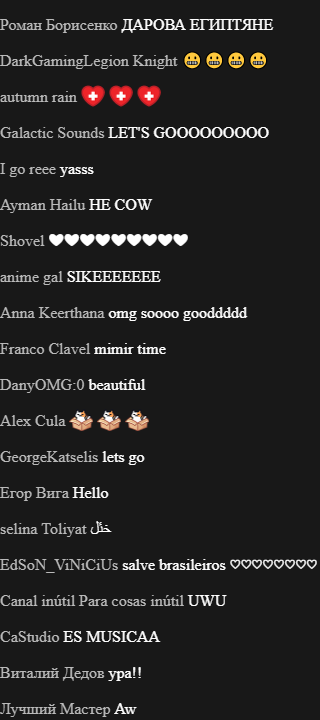 Роман Борисенко ДАРОВА ЕГИПТЯНЕ
DarkGamingLegion Knight 😬 😬 😬 😬
autumn rain
Galactic Sounds LET'S GOOOOOOOOO
I go reee yasss
Ayman Hailu HE COW
Shovel 🤍🤍🤍🤍🤍🤍🤍🤍🤍
anime gal SIKEEEEEEE
Anna Keerthana omg soooo gooddddd
Franco Clavel mimir time
DanyOMG:0 beautiful
Alex Cula
GeorgeKatselis lets go
Егор Вига Hello
selina Toliyat
EdSoN_ViNiCiUs salve brasileiros ♡♡♡♡♡♡♡♡
Canal inútil Para cosas inútil UWU
CaStudio ES MUSICAA
Виталий Дедов ура!!
Лучший Мастер Aw